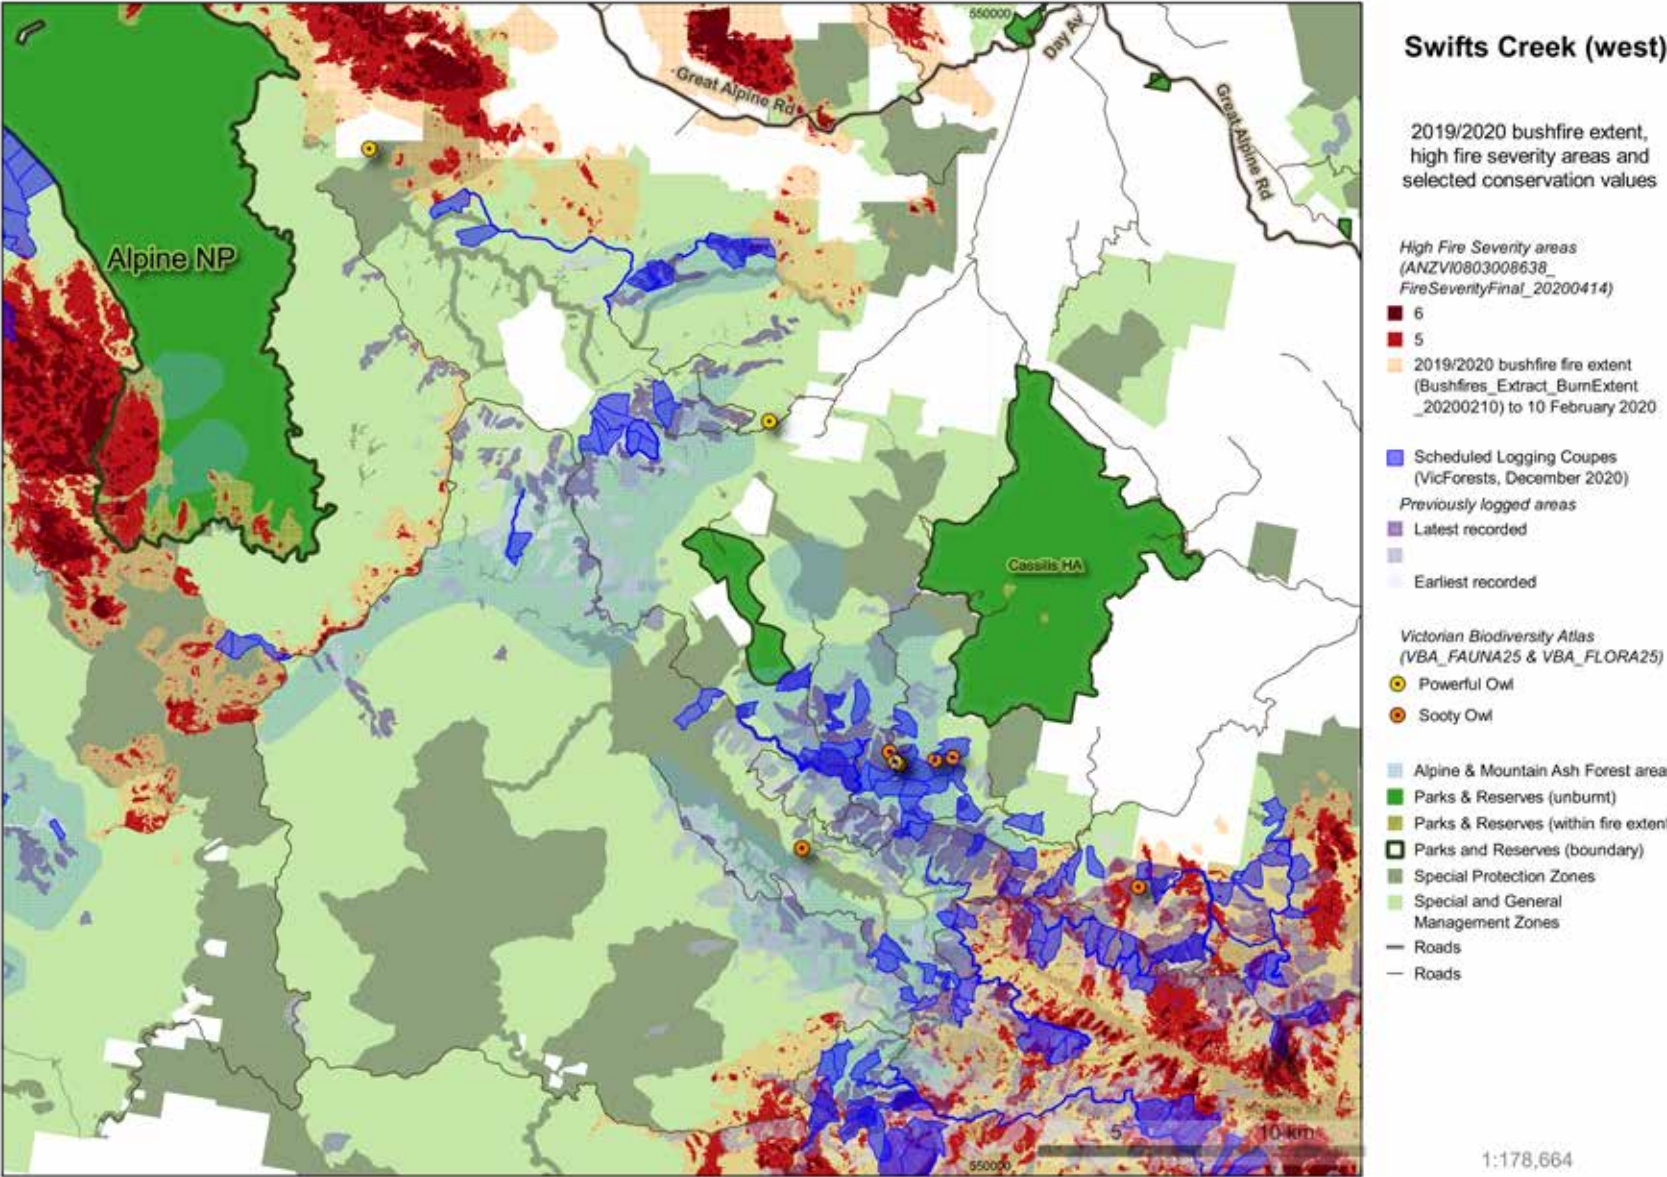 550000
Day Av
Great Alpine Rd
Great Alpine Rd
Alpine NP
Cassilis HA
5
10 km
550000
Swifts Creek (west)
2019/2020 bushfire extent,
high fire severity areas and
selected conservation values
High Fire Severity areas
(ANZVI0803008638_
FireSeverityFinal_20200414)
6
5
2019/2020 bushfire fire extent
(Bushfires_Extract_BurnExtent
_20200210) to 10 February 2020
Scheduled Logging Coupes
(VicForests, December 2020)
Previously logged areas
Latest recorded
Earliest recorded
Victorian Biodiversity Atlas
(VBA_FAUNA25 & VBA_FLORA25)
Powerful Owl
Sooty Owl
Alpine & Mountain Ash Forest area
Parks & Reserves (unburnt)
Parks & Reserves (within fire extent
Parks and Reserves (boundary)
Special Protection Zones
Special and General
Management Zones
Roads
Roads
1:178,664